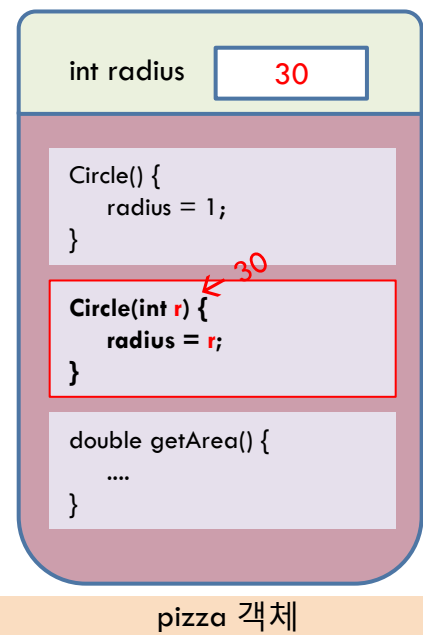 int radius 30
Circle() {
radius = 1;
}
30
Circle(int r) {
radius = r;
}
double getArea() {
....
}
pizza 객체